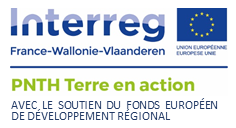 Interreg
France-Wallonie-Vlaanderen
UNION EUROPÉENNE
EUROPESE UNIE
PNTH Terre en action
AVEC LE SOUTIEN DU FONDS EUROPÉEN
DE DÉVELOPPEMENT RÉGIONAL